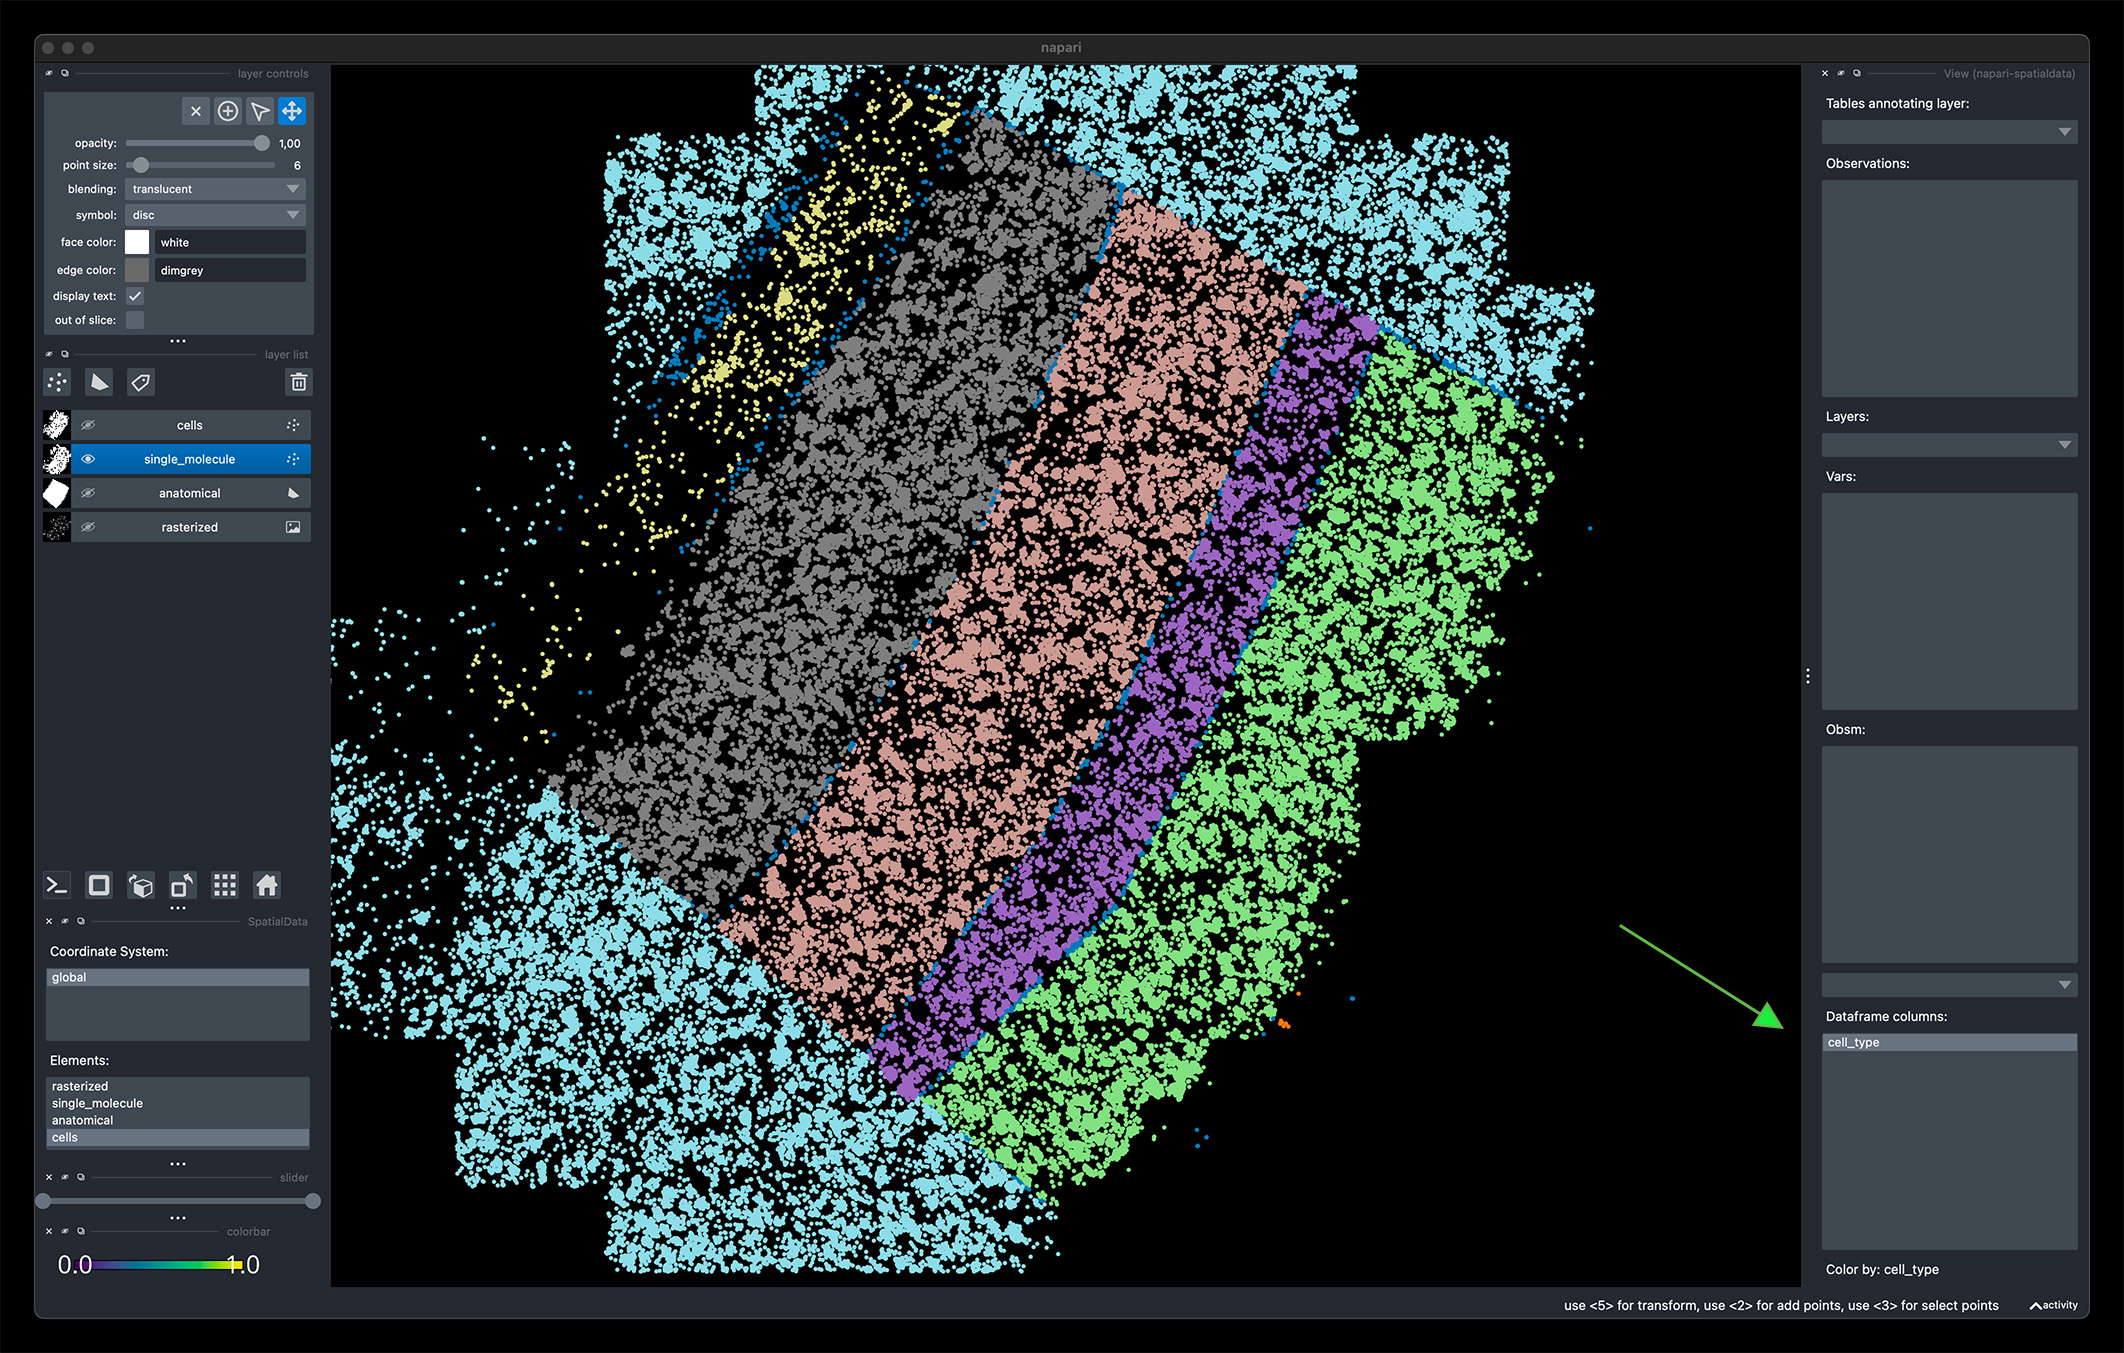 napari
layer controls
opacity: 1,00
point size: 6
blending: translucent
symbol: disc
face color: white
edge color: dimgrey
display text:
out of slice:
layer list
cells
single_molecule
anatomical
rasterized
SpatialData
Coordinate System:
global
Elements:
rasterized
single_molecule
anatomical
cells
slider
colorbar
0.0 1.0
View (napari-spatialdata)
Tables annotating layer:
Observations:
Layers:
Vars:
Obsm:
Dataframe columns:
cell_type
Color by: cell_type
use <5> for transform, use <2> for add points, use <3> for select points
activity